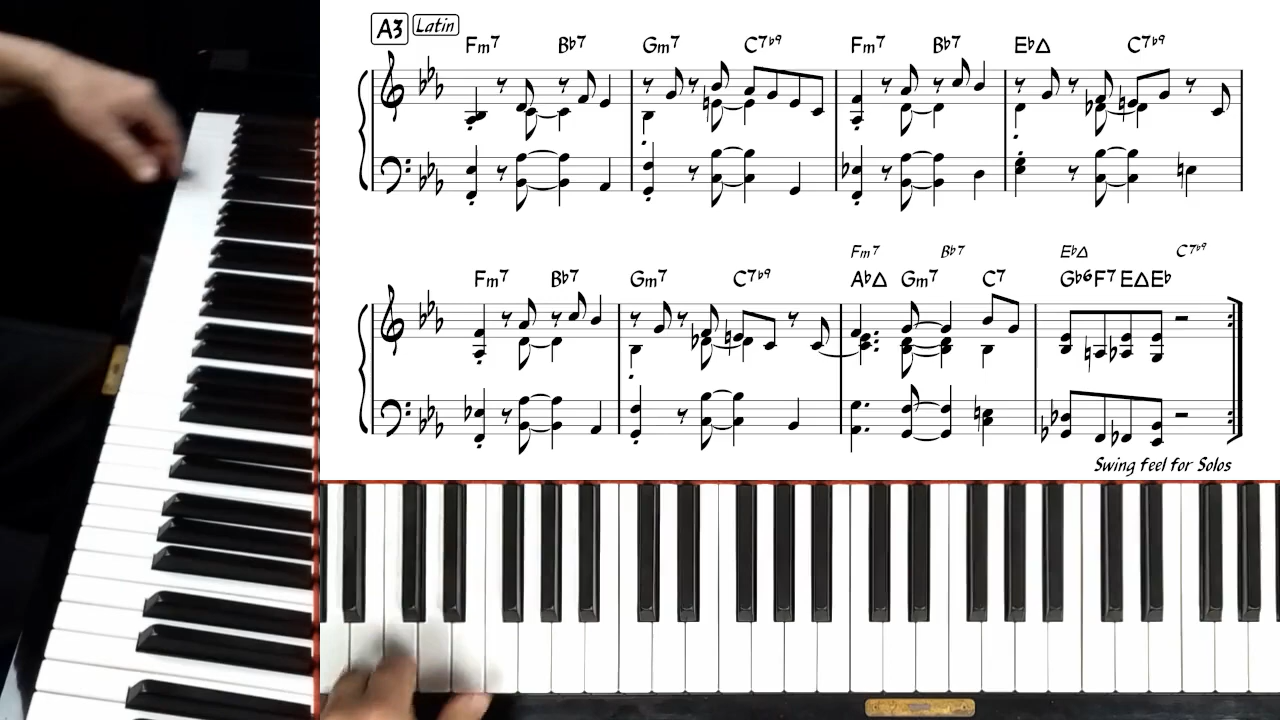 A3 Latin
Fm7 B♭7 Gm7 C7♭9 Fm7 B♭7 E♭△ C7♭9
Fm7 B♭7 E♭△ C7♭9
Fm7 B♭7 Gm7 C7♭9 A♭△ Gm7 C7 G♭6 F7 E△ E♭
Swing feel for Solos